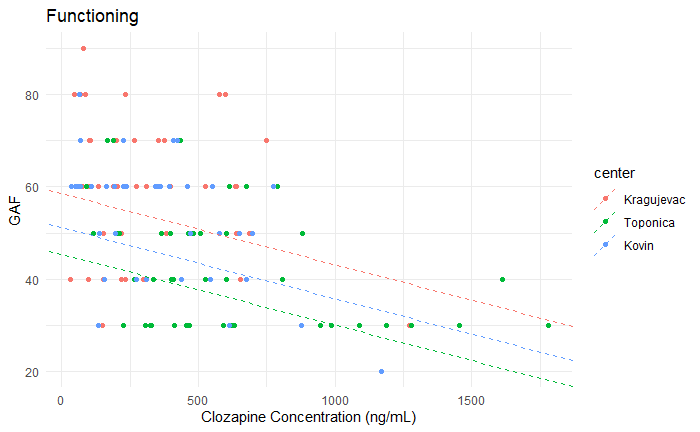 Functioning
GAF
80
60
40
20
0
500
1000
1500
Clozapine Concentration (ng/mL)
center
Kragujevac
Toponica
Kovin